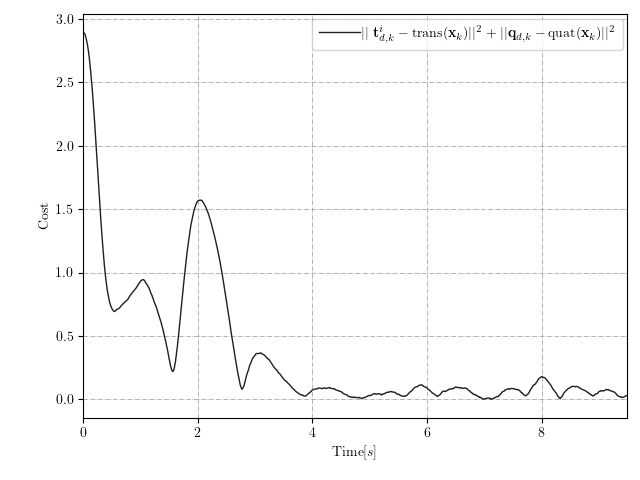 || t^i_{d,k} − trans(x_k)||² + ||q_{d,k} − quat(x_k)||²
3.0
2.5
2.0
1.5
1.0
0.5
0.0
Cost
0 2 4 6 8
Time[s]